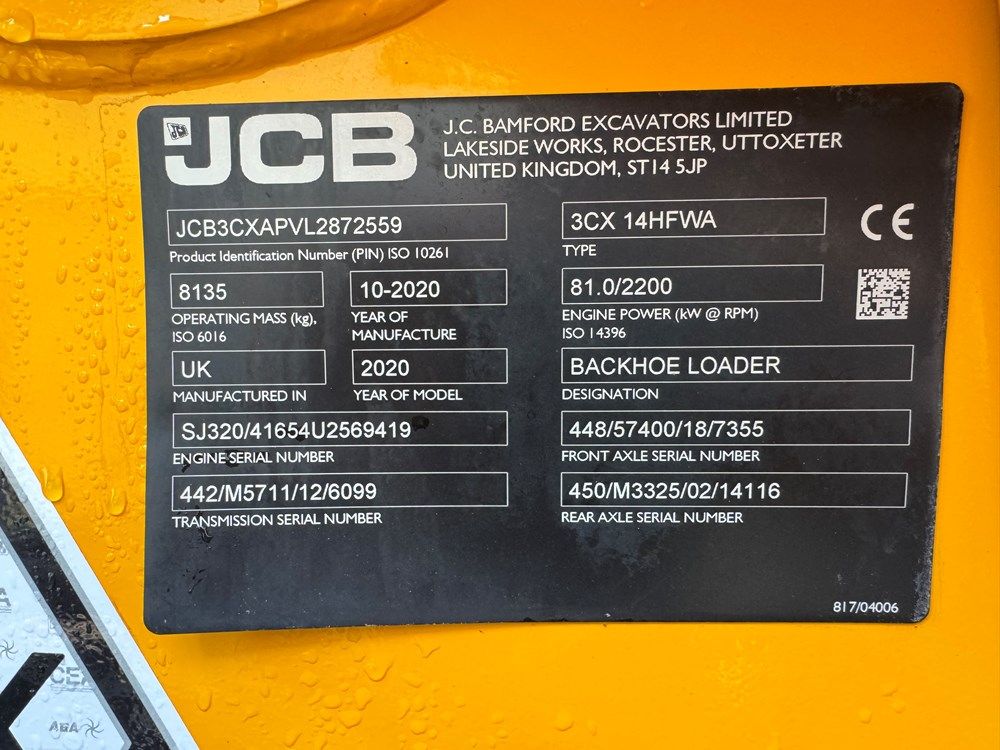 JCB
J.C. BAMFORD EXCAVATORS LIMITED
LAKESIDE WORKS, ROCESTER, UTTOXETER
UNITED KINGDOM, ST14 5JP
JCB3CXAPVL2872559
Product Identification Number (PIN) ISO 10261
3CX 14HFWA
TYPE
CE
8135
OPERATING MASS (kg),
ISO 6016
10-2020
YEAR OF
MANUFACTURE
81.0/2200
ENGINE POWER (kW @ RPM)
ISO 14396
UK
MANUFACTURED IN
2020
YEAR OF MODEL
BACKHOE LOADER
DESIGNATION
SJ320/41654U2569419
ENGINE SERIAL NUMBER
448/57400/18/7355
FRONT AXLE SERIAL NUMBER
442/M5711/12/6099
TRANSMISSION SERIAL NUMBER
450/M3325/02/14116
REAR AXLE SERIAL NUMBER
817/04006